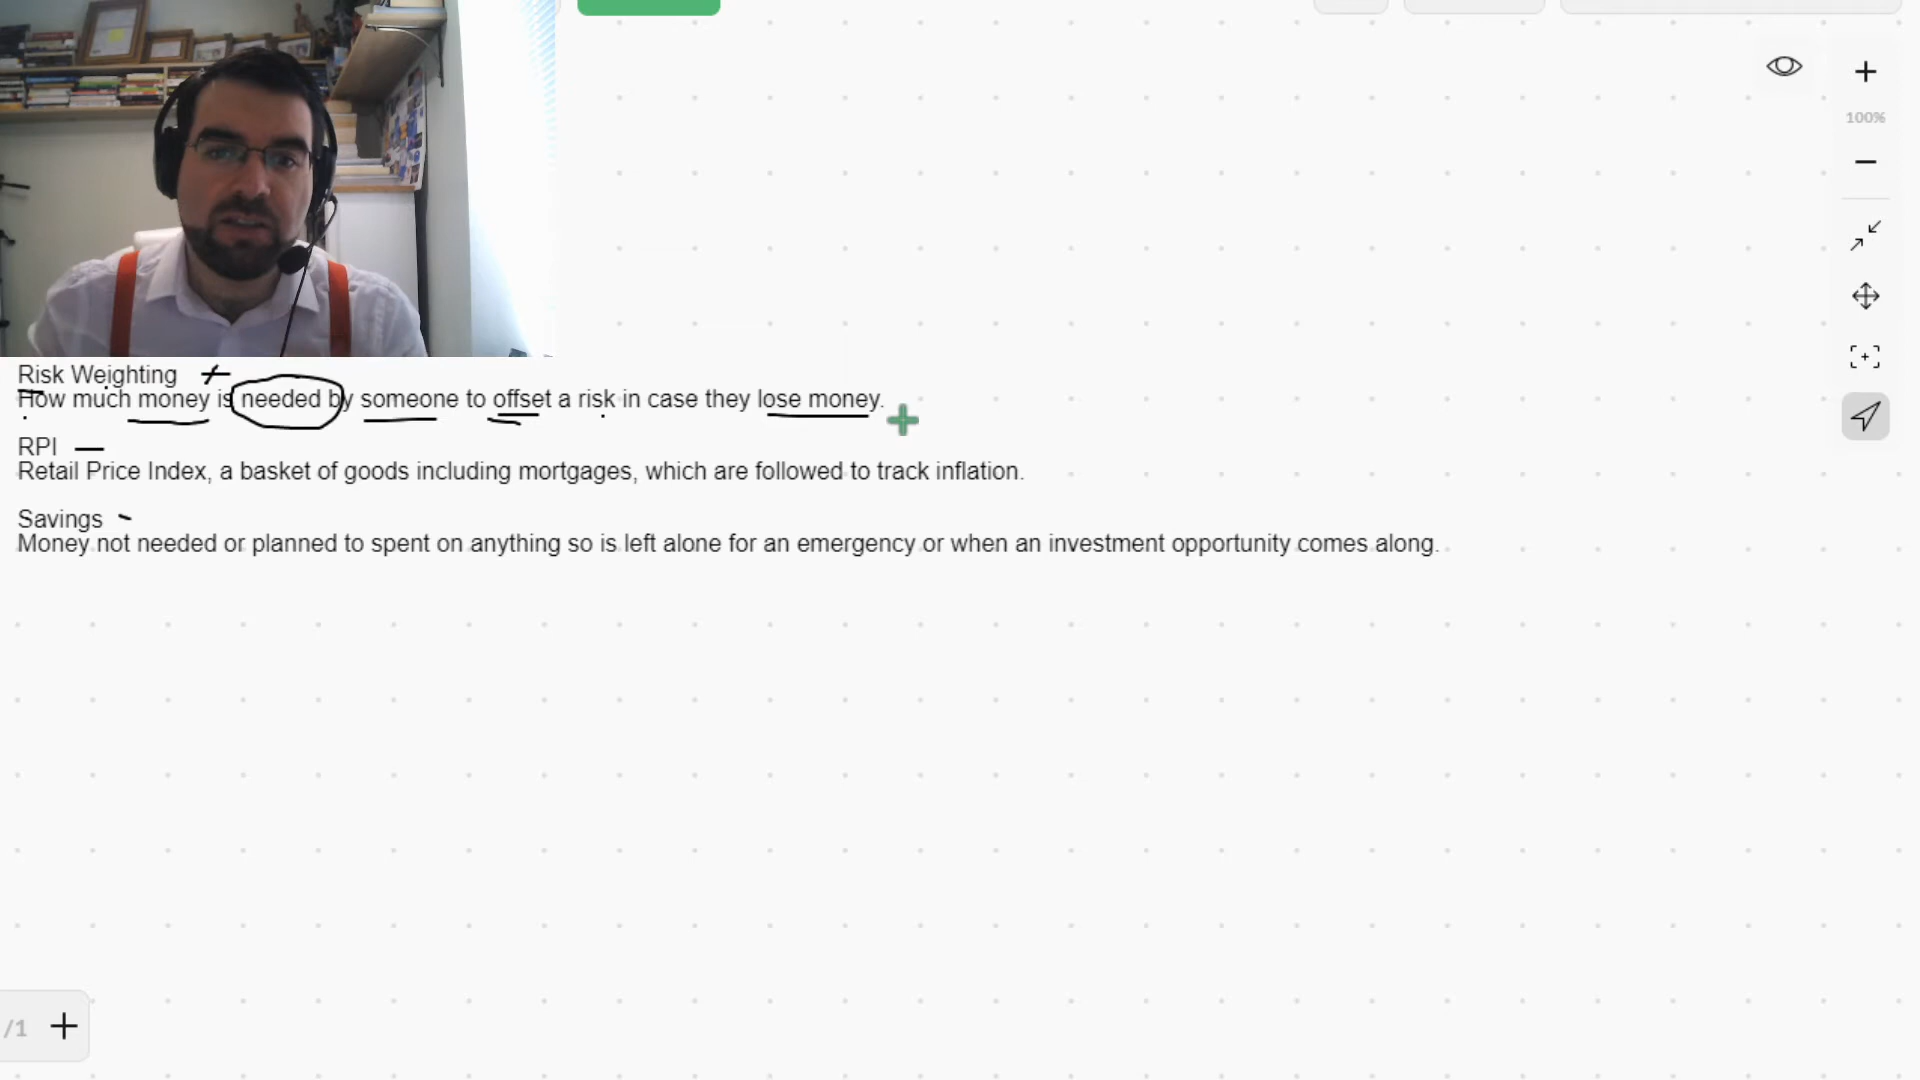 100%
Risk Weighting
How much money is needed by someone to offset a risk in case they lose money.
RPI
Retail Price Index, a basket of goods including mortgages, which are followed to track inflation.
Savings
Money not needed or planned to spent on anything so is left alone for an emergency or when an investment opportunity comes along.
/1